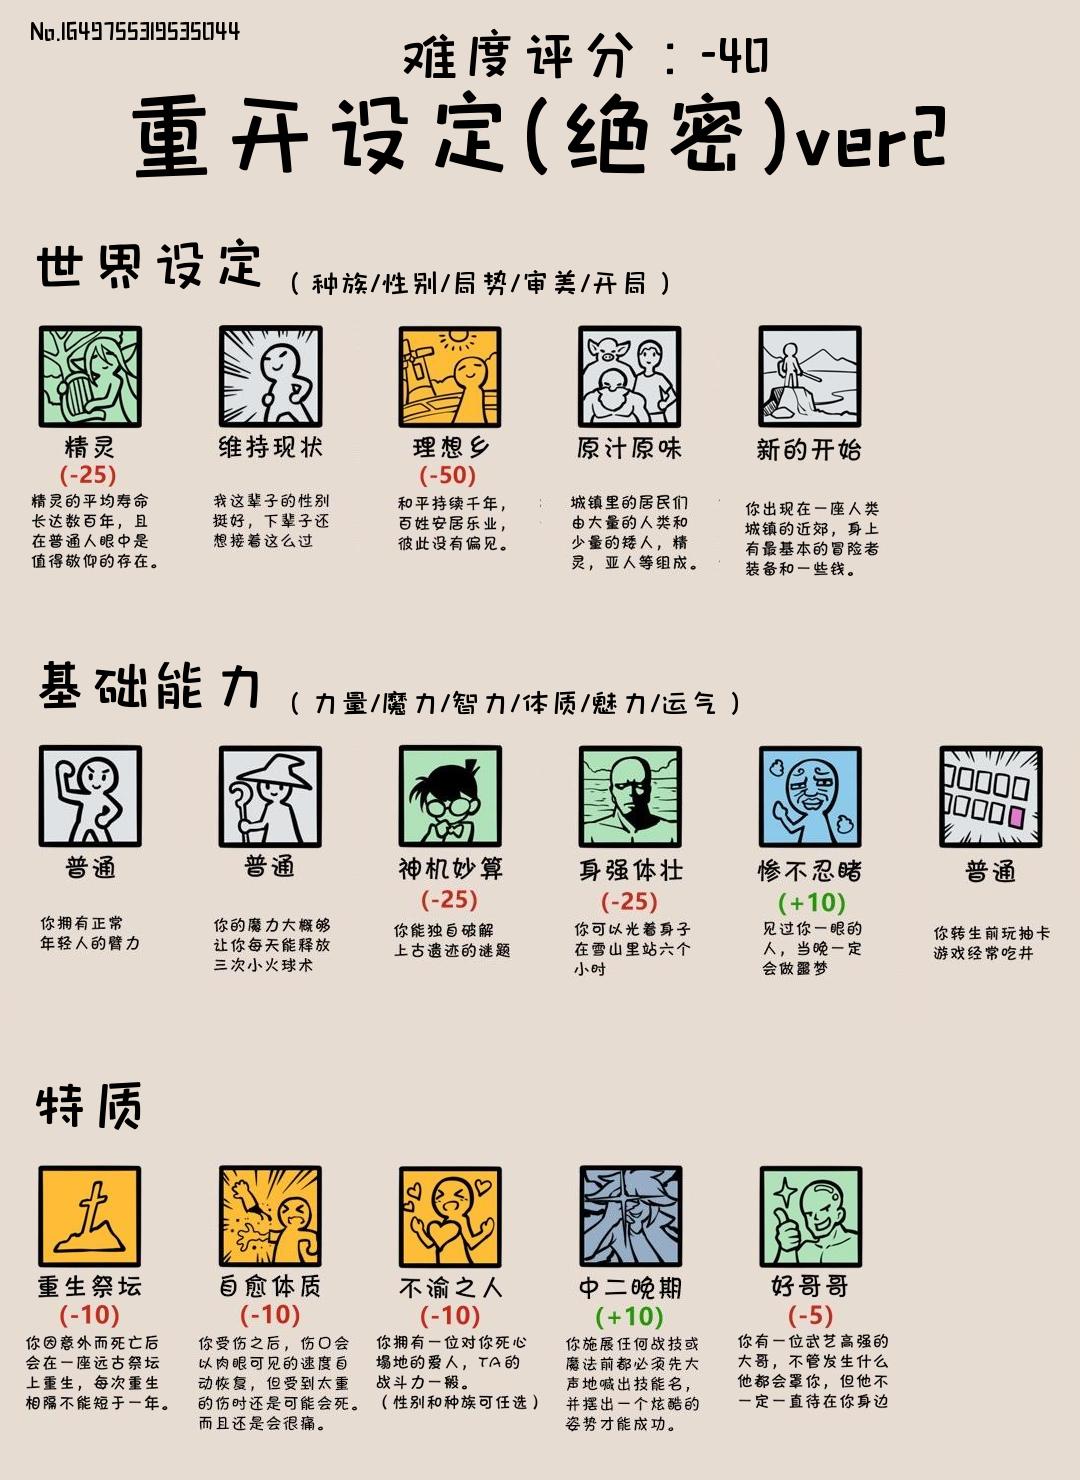 No.1649755319535044
难度评分：-40
重开设定(绝密)ver2
世界设定（种族/性别/局势/审美/开局）
精灵
(-25)
精灵的平均寿命
长达数百年，且
在普通人眼中是
值得敬仰的存在。
维持现状
我这辈子的性别
挺好，下辈子还
想接着这么过
理想乡
(-50)
和平持续千年，
百姓安居乐业，
彼此没有偏见。
原汁原味
城镇里的居民们
由大量的人类和
少量的矮人，精
灵，亚人等组成。
新的开始
你出现在一座人类
城镇的近郊，身上
有最基本的冒险者
装备和一些钱。
基础能力（力量/魔力/智力/体质/魅力/运气）
普通
你拥有正常
年轻人的臂力
普通
你的魔力大概够
让你每天能释放
三次小火球术
神机妙算
(-25)
你能独自破解
上古遗迹的谜题
身强体壮
(-25)
你可以光着身子
在雪山里站六个
小时
惨不忍睹
(+10)
见过你一眼的
人，当晚一定
会做噩梦
普通
你转生前玩抽卡
游戏经常吃井
特质
重生祭坛
(-10)
你因意外而死亡后
会在一座远古祭坛
上重生，每次重生
相隔不能短于一年。
自愈体质
(-10)
你受伤之后，伤口会
以肉眼可见的速度自
动恢复，但受到太重
的伤时还是可能会死。
而且还是会很痛。
不渝之人
(-10)
你拥有一位对你死心
塌地的爱人，TA的
战斗力一般。
（性别和种族可任选）
中二晚期
(+10)
你施展任何战技或
魔法前都必须先大
声地喊出技能名，
并摆出一个炫酷的
姿势才能成功。
好哥哥
(-5)
你有一位武艺高强的
大哥，不管发生什么
他都会罩你，但他不
一定一直待在你身边